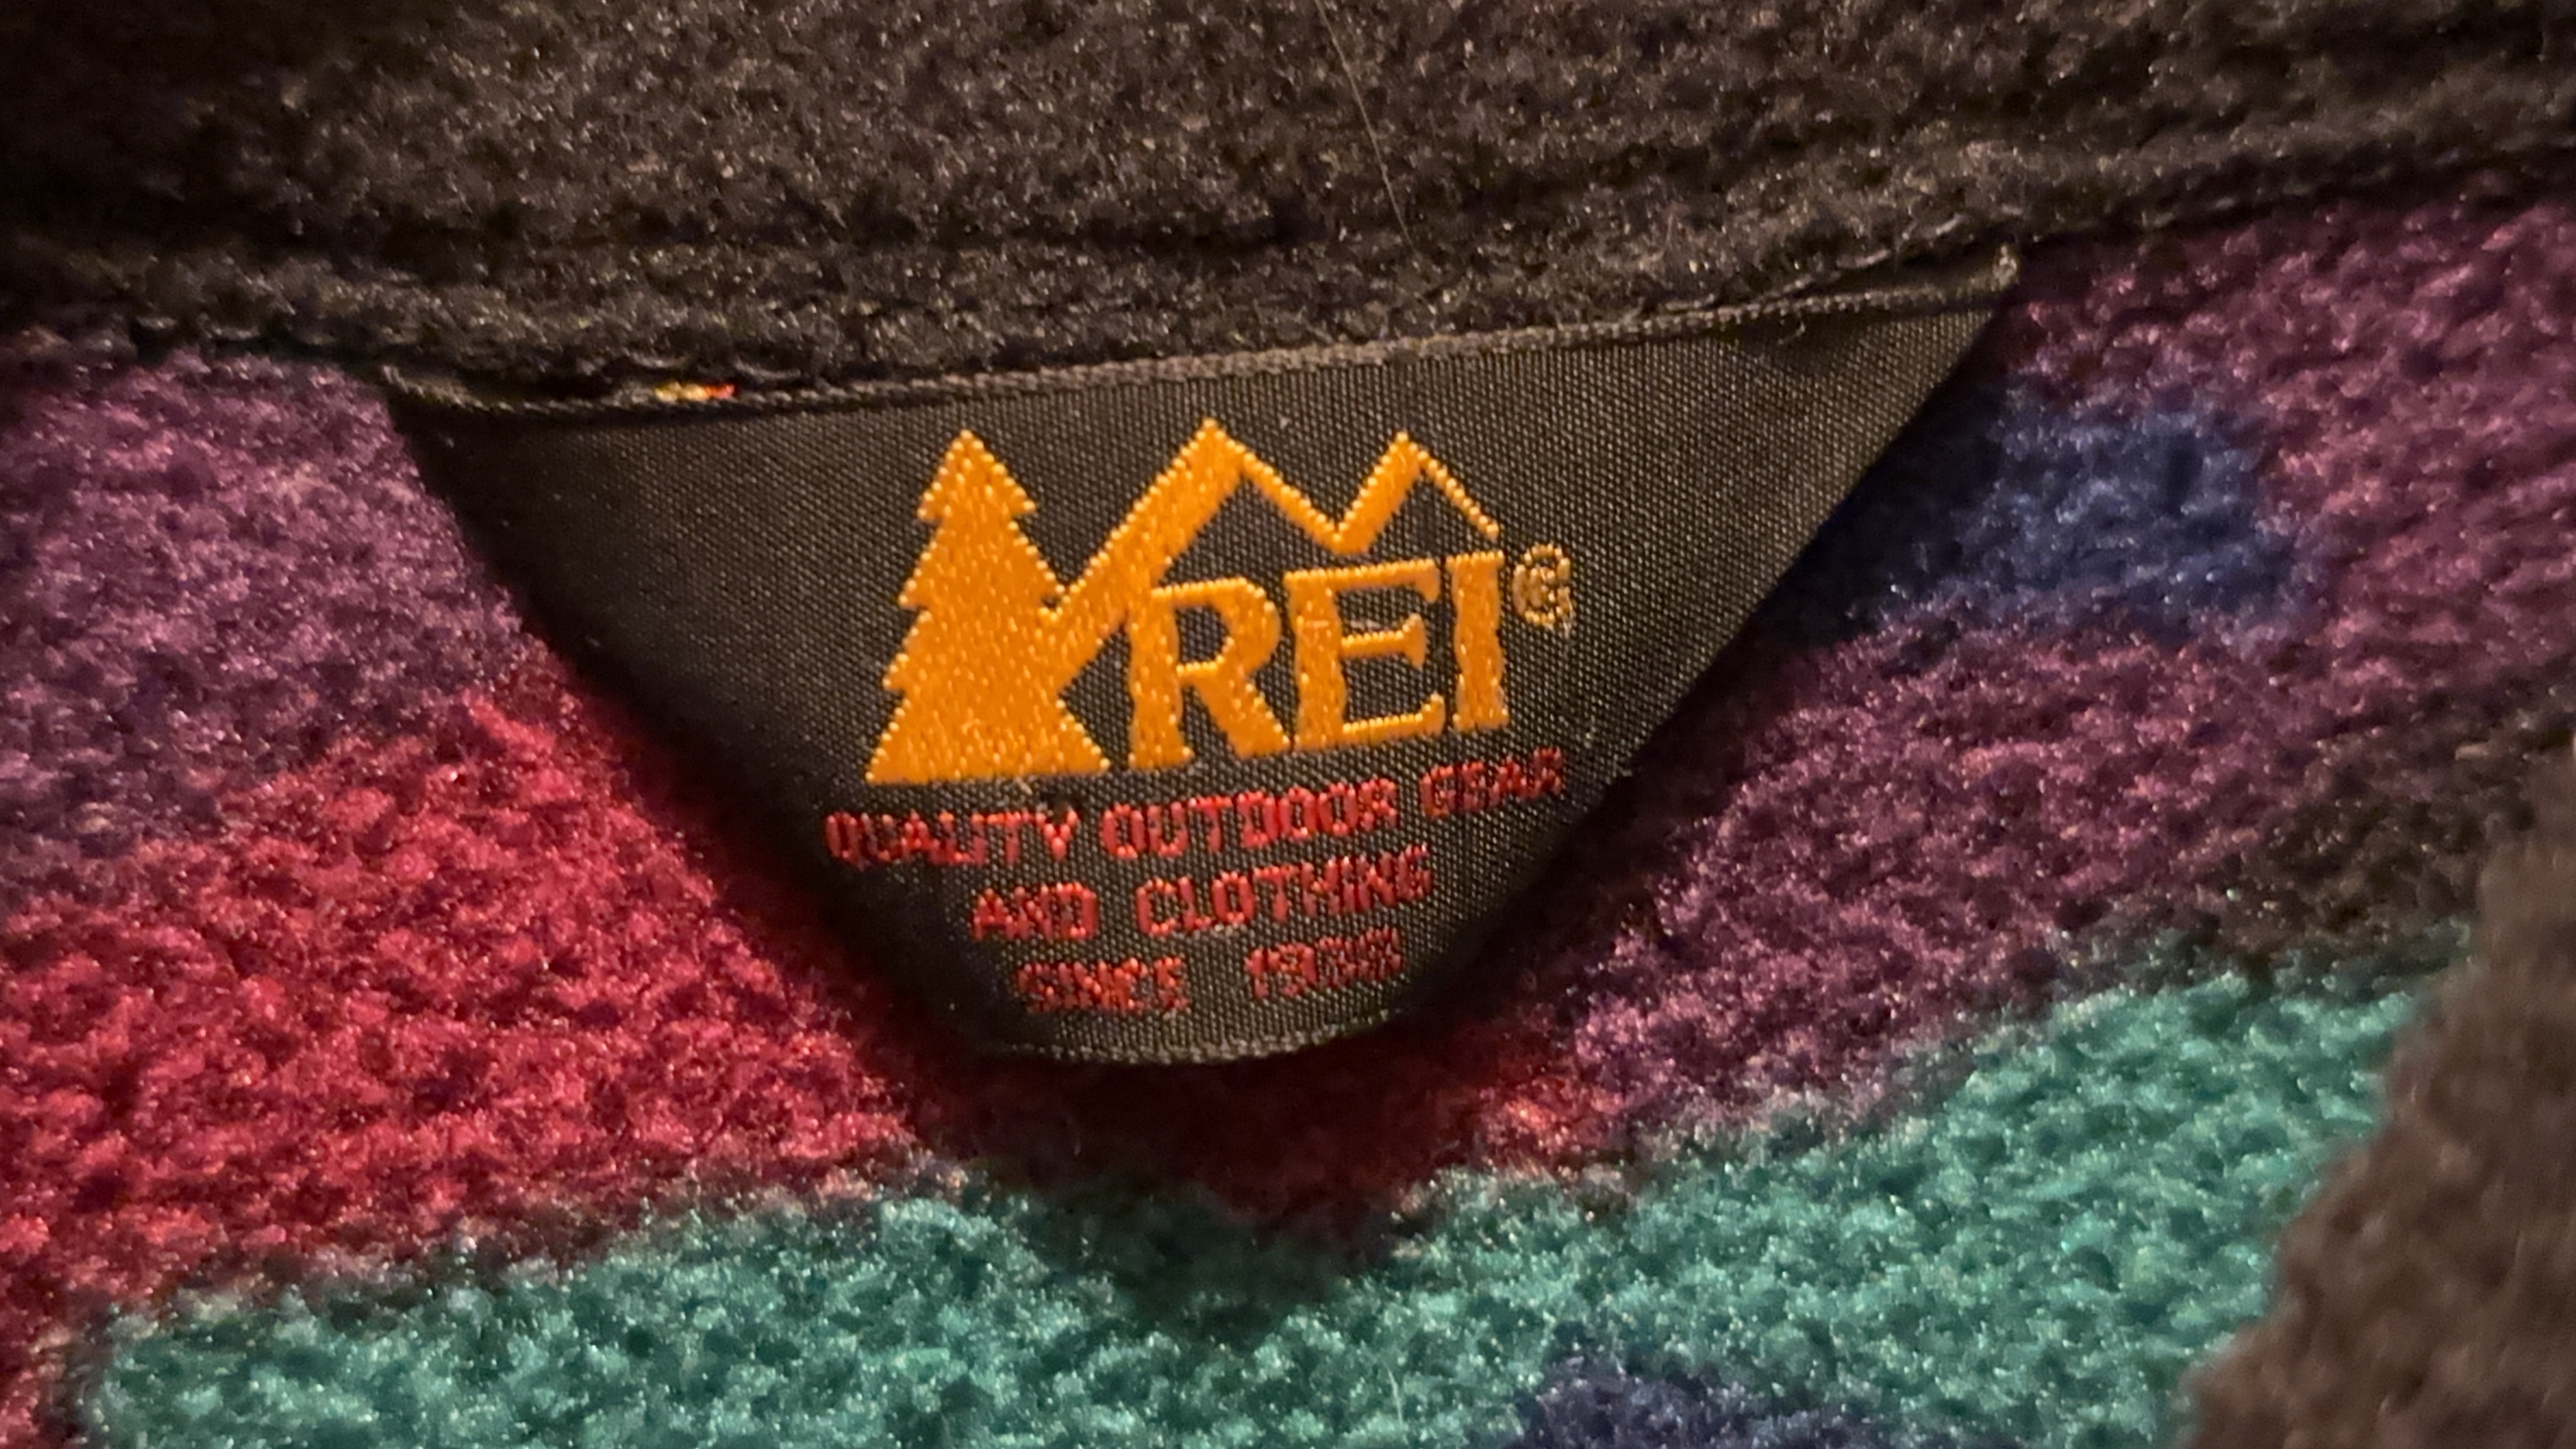 REI®
QUALITY OUTDOOR GEAR
AND CLOTHING
SINCE 1938